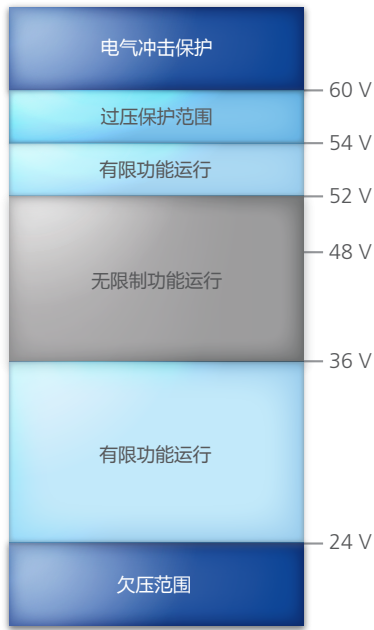 电气冲击保护
60 V
过压保护范围
54 V
有限功能运行
52 V
48 V
无限制功能运行
36 V
有限功能运行
24 V
欠压范围